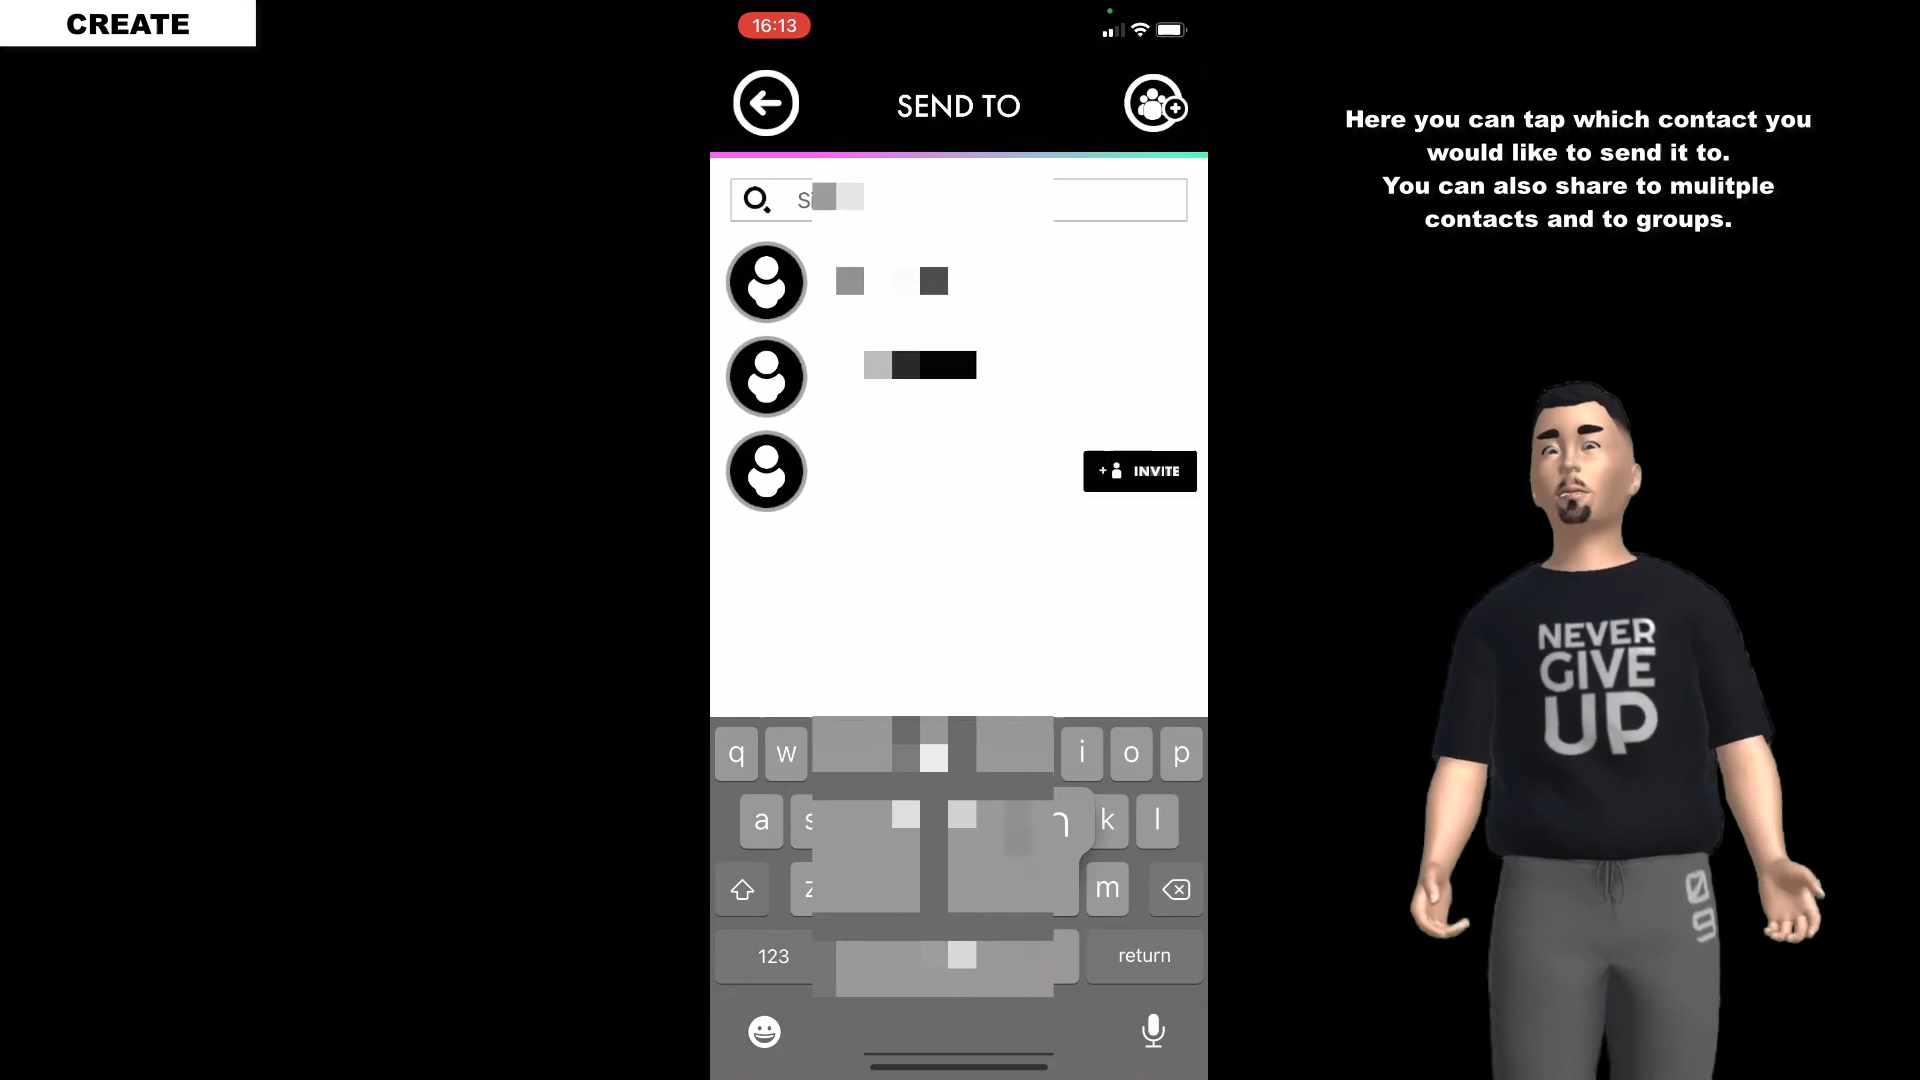 CREATE
16:13
SEND TO
Here you can tap which contact you
would like to send it to.
You can also share to mulitple
contacts and to groups.
+ INVITE
NEVER
GIVE
UP
09
q w i o p
a s k l
z m
123 return